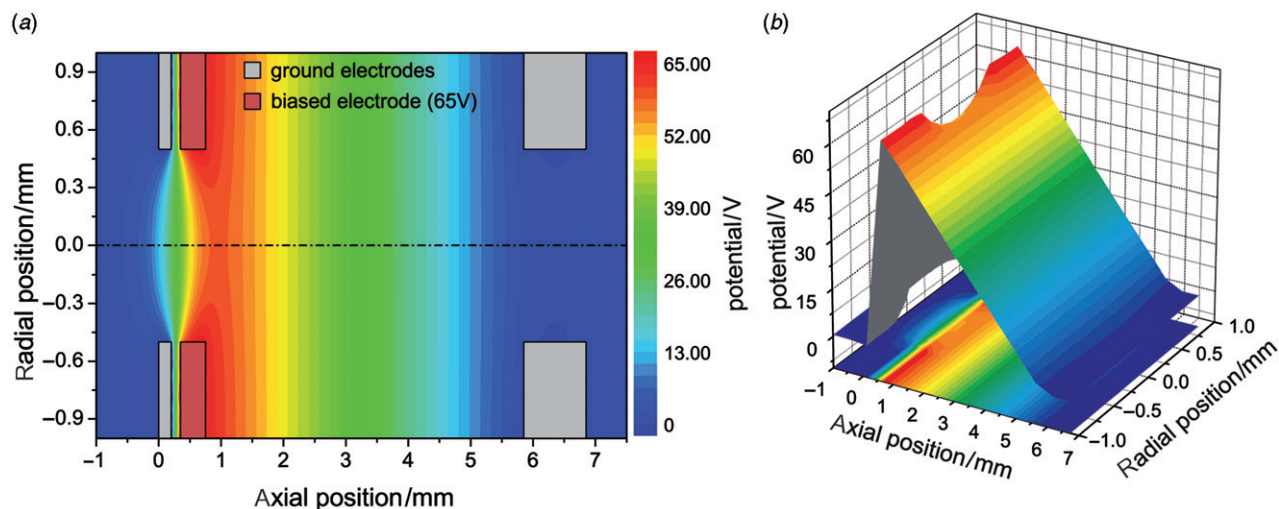 (a)
ground electrodes
biased electrode (65V)
0.9
0.6
0.3
0.0
−0.3
−0.6
−0.9
Radial position/mm
−1 0 1 2 3 4 5 6 7
Axial position/mm
65.00
52.00
39.00
26.00
13.00
0
potential/V
(b)
60
45
30
15
0
potential/V
−1 0 1 2 3 4 5 6 7
Axial position/mm
1.0
0.5
0.0
−0.5
−1.0
Radial position/mm